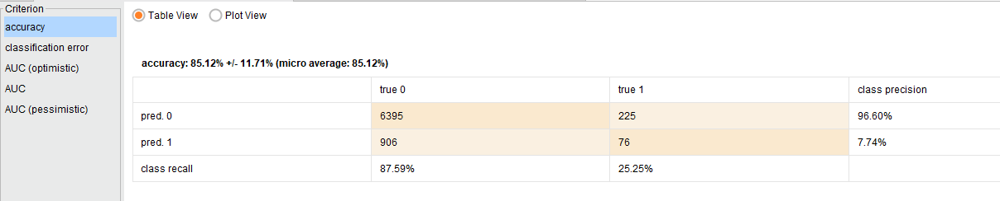 Criterion
accuracy
classification error
AUC (optimistic)
AUC
AUC (pessimistic)
Table View Plot View
accuracy: 85.12% +/- 11.71% (micro average: 85.12%)
true 0 true 1 class precision
pred. 0 6395 225 96.60%
pred. 1 906 76 7.74%
class recall 87.59% 25.25%